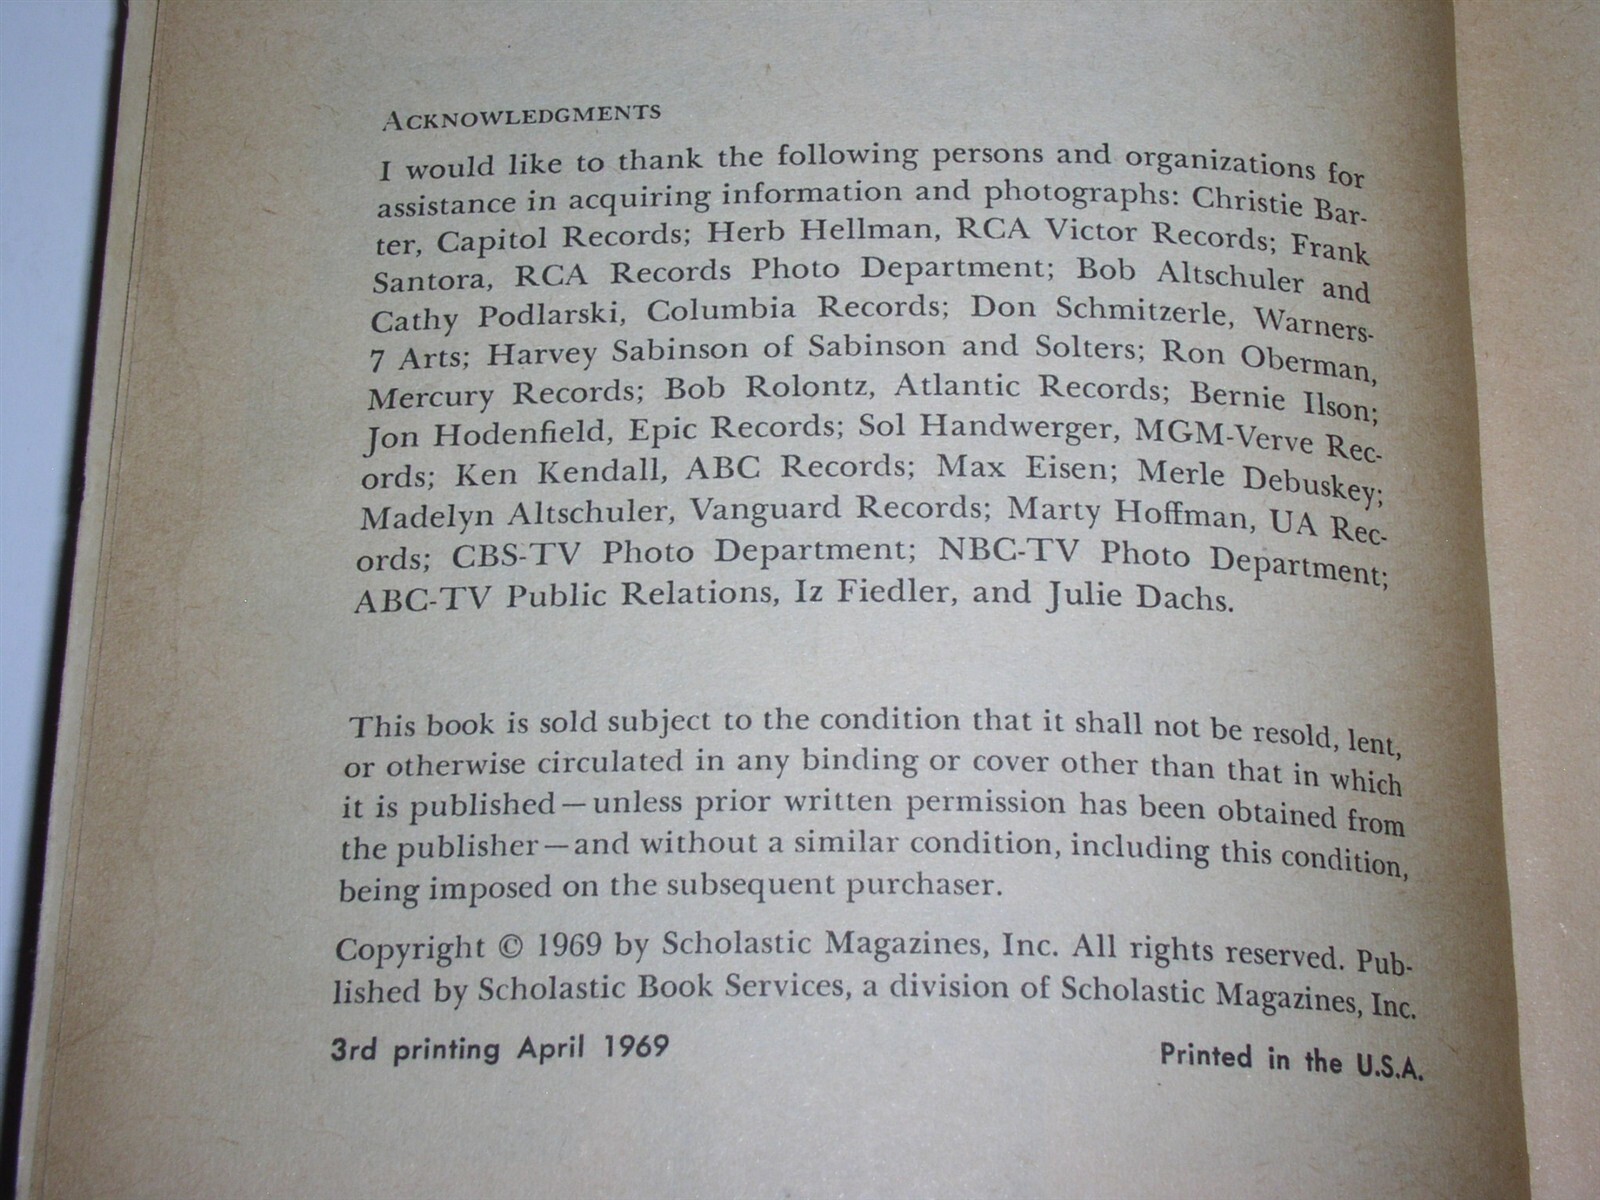 ACKNOWLEDGMENTS
I would like to thank the following persons and organizations for
assistance in acquiring information and photographs: Christie Bar-
ter, Capitol Records; Herb Hellman, RCA Victor Records; Frank
Santora, RCA Records Photo Department; Bob Altschuler and
Cathy Podlarski, Columbia Records; Don Schmitzerle, Warners-
7 Arts; Harvey Sabinson of Sabinson and Solters; Ron Oberman,
Mercury Records; Bob Rolontz, Atlantic Records; Bernie Ilson;
Jon Hodenfield, Epic Records; Sol Handwerger, MGM-Verve Rec-
ords; Ken Kendall, ABC Records; Max Eisen; Merle Debuskey;
Madelyn Altschuler, Vanguard Records; Marty Hoffman, UA Rec-
ords; CBS-TV Photo Department; NBC-TV Photo Department;
ABC-TV Public Relations, Iz Fiedler, and Julie Dachs.
This book is sold subject to the condition that it shall not be resold, lent,
or otherwise circulated in any binding or cover other than that in which
it is published—unless prior written permission has been obtained from
the publisher—and without a similar condition, including this condition,
being imposed on the subsequent purchaser.
Copyright © 1969 by Scholastic Magazines, Inc. All rights reserved. Pub-
lished by Scholastic Book Services, a division of Scholastic Magazines, Inc.
3rd printing April 1969 Printed in the U.S.A.